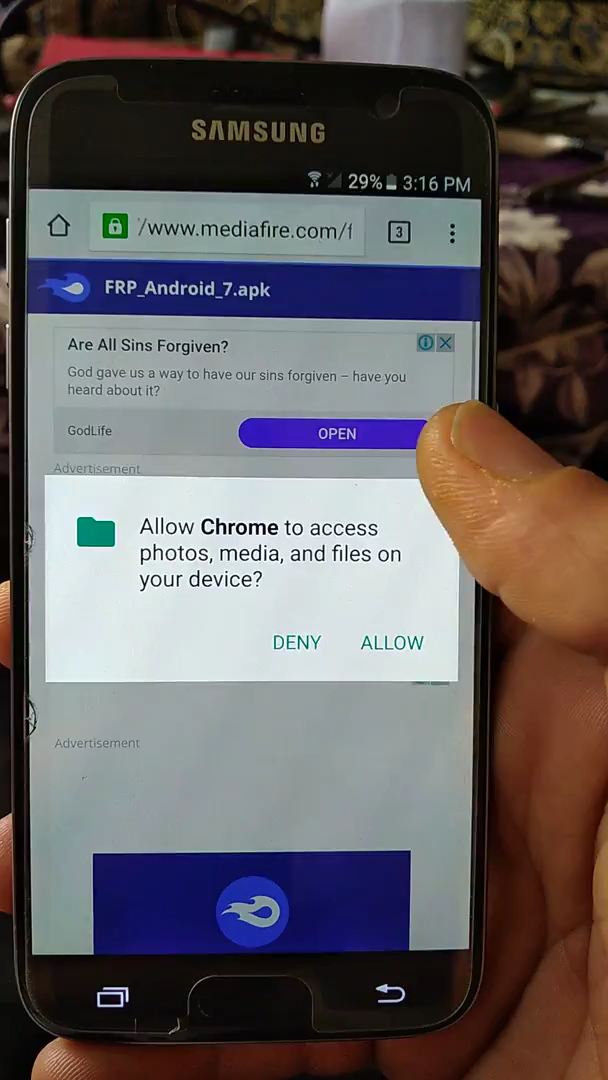 SAMSUNG
29% 3:16 PM
/www.mediafire.com/f
3
FRP_Android_7.apk
Are All Sins Forgiven?
God gave us a way to have our sins forgiven – have you
heard about it?
GodLife
OPEN
Advertisement
Allow Chrome to access
photos, media, and files on
your device?
DENY ALLOW
Advertisement